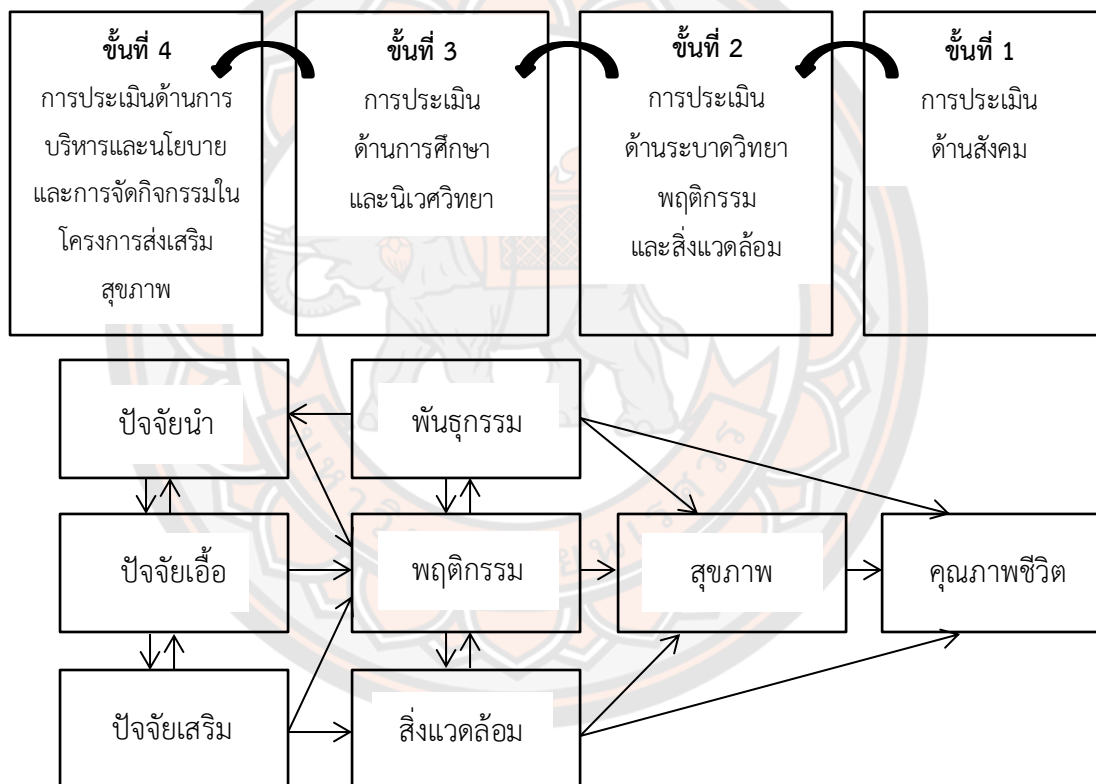 ขั้นที่ 4
การประเมินด้านการ
บริหารและนโยบาย
และการจัดกิจกรรมใน
โครงการส่งเสริม
สุขภาพ
ขั้นที่ 3
การประเมิน
ด้านการศึกษา
และนิเวศวิทยา
ขั้นที่ 2
การประเมิน
ด้านระบาดวิทยา
พฤติกรรม
และสิ่งแวดล้อม
ขั้นที่ 1
การประเมิน
ด้านสังคม
ปัจจัยนำ
พันธุกรรม
ปัจจัยเอื้อ
พฤติกรรม
สุขภาพ
คุณภาพชีวิต
ปัจจัยเสริม
สิ่งแวดล้อม